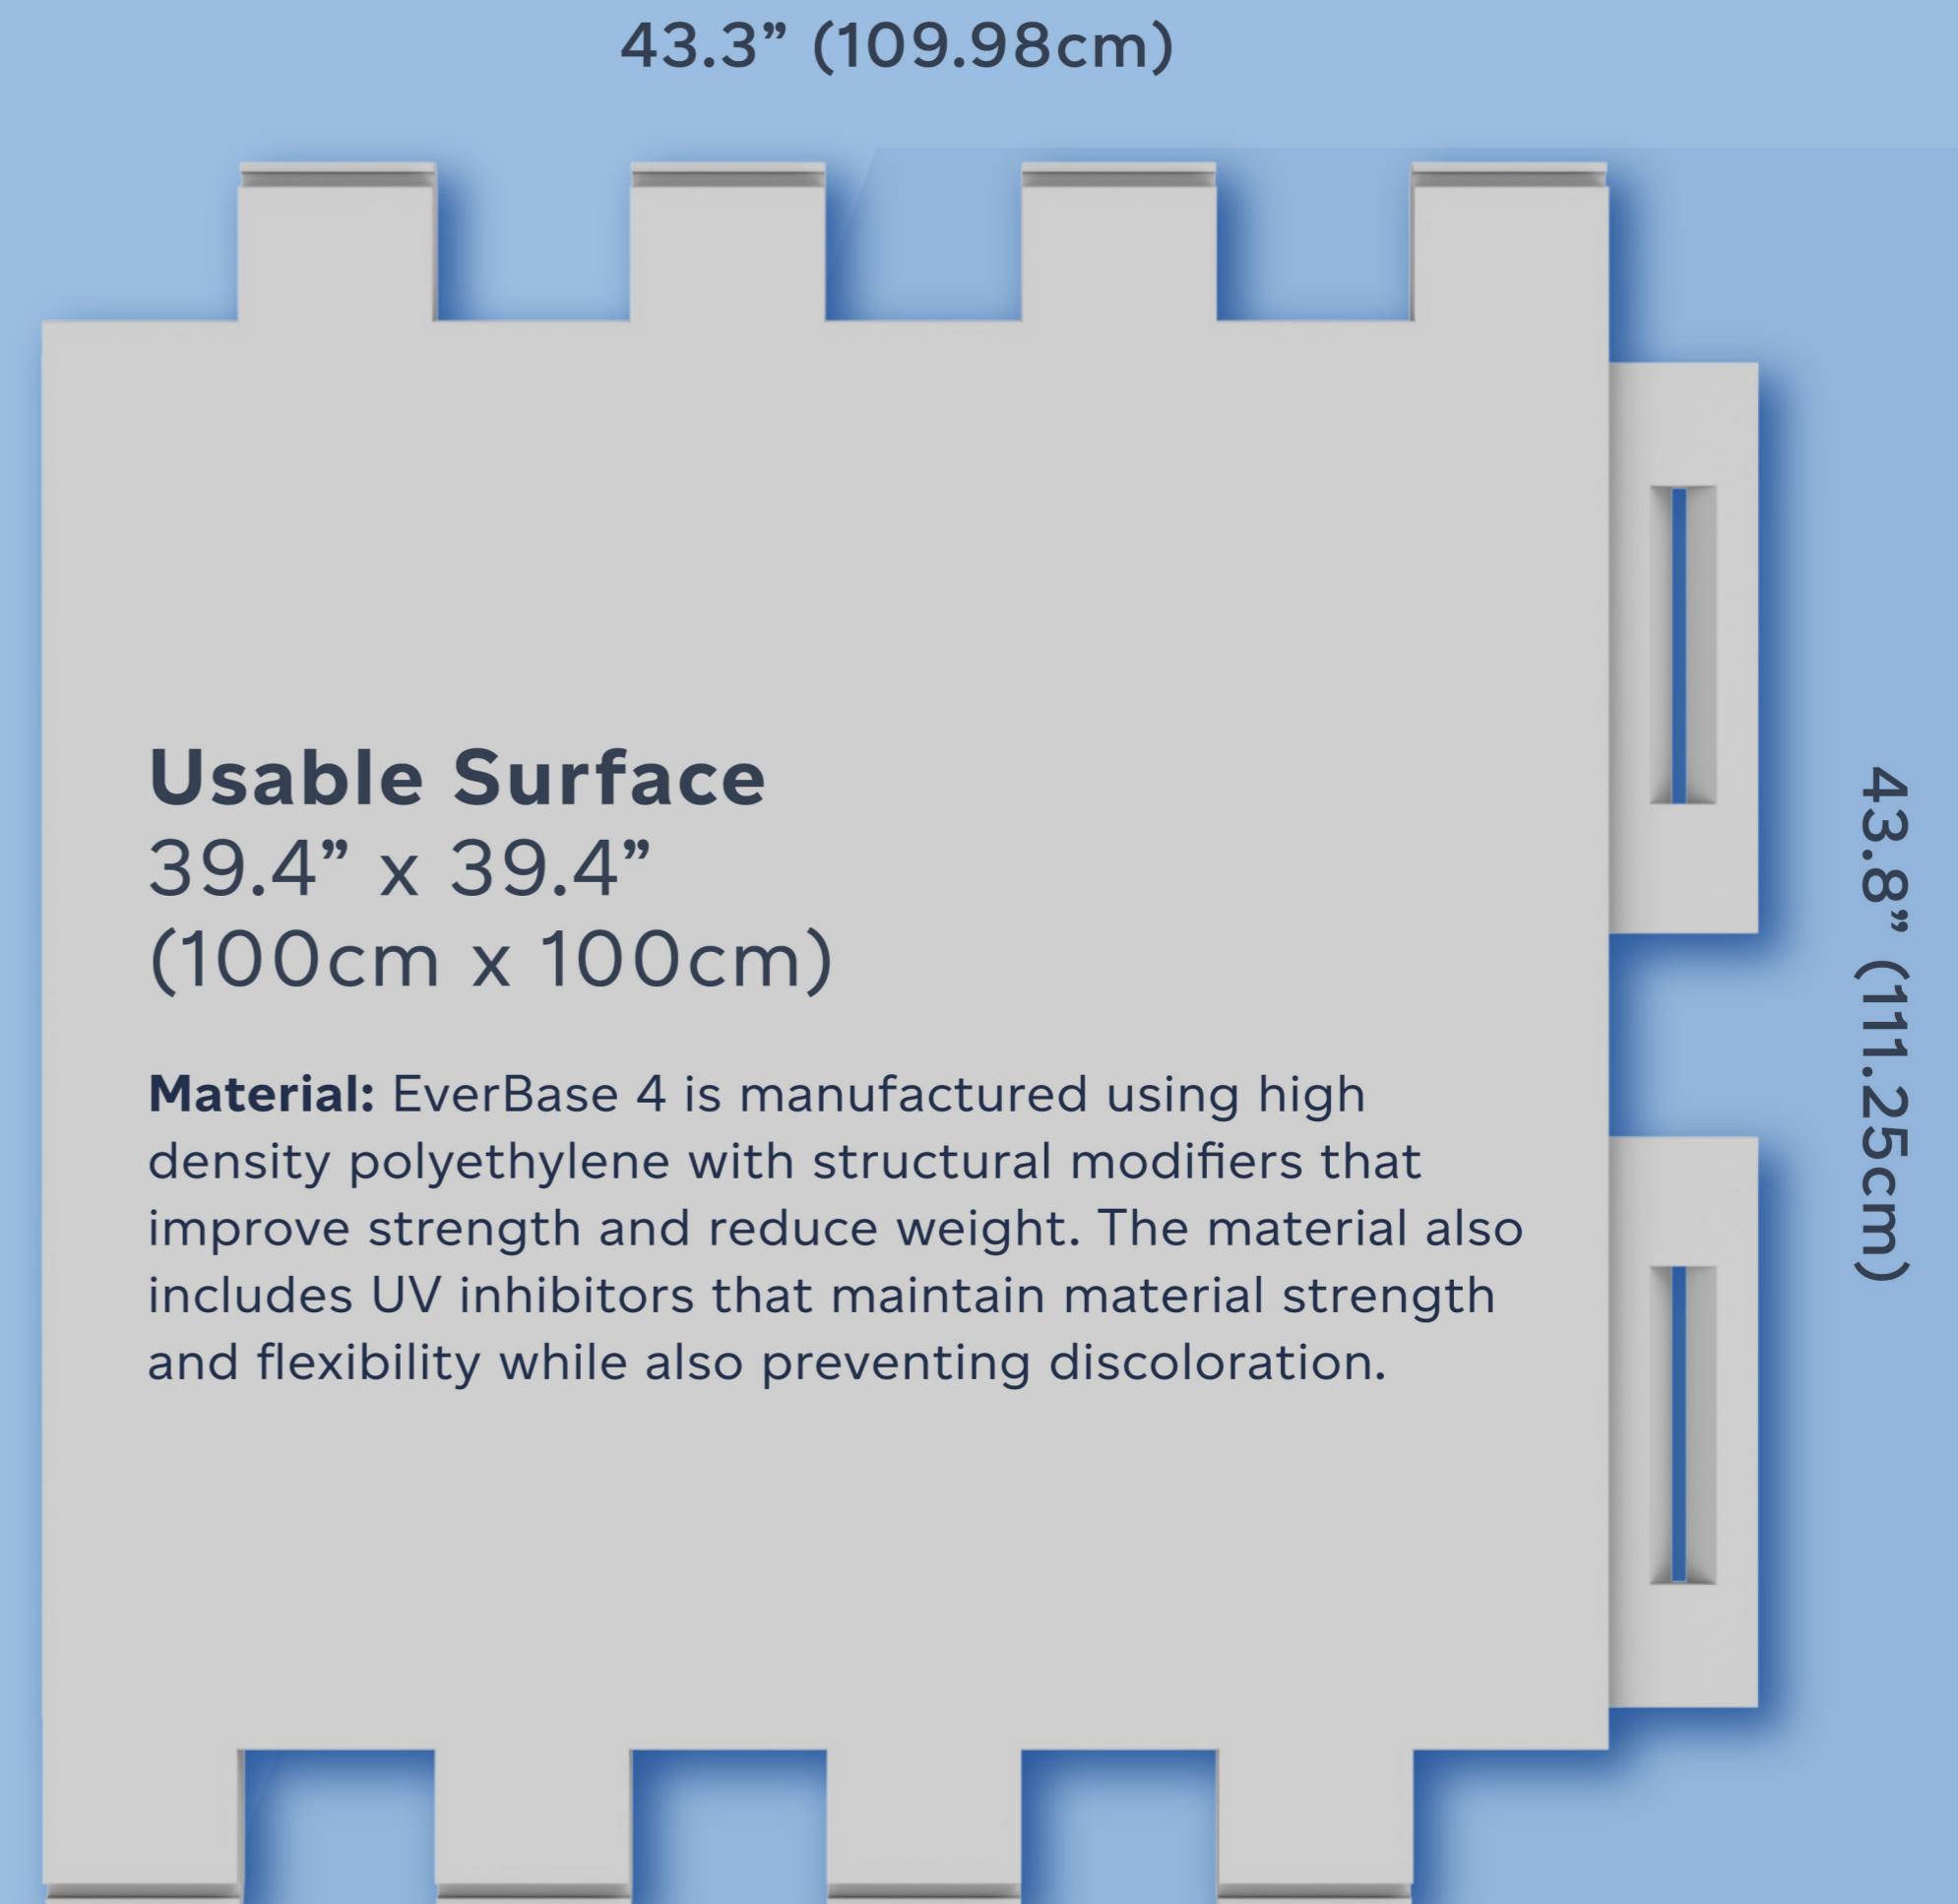 43.3” (109.98cm)
Usable Surface
39.4” x 39.4”
(100cm x 100cm)
Material: EverBase 4 is manufactured using high
density polyethylene with structural modifiers that
improve strength and reduce weight. The material also
includes UV inhibitors that maintain material strength
and flexibility while also preventing discoloration.
43.8” (111.25cm)